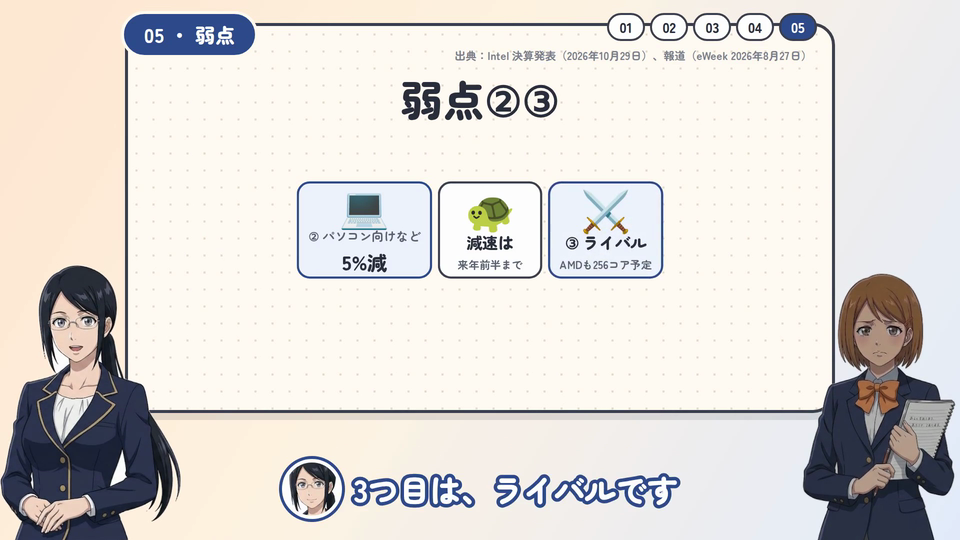 05 ・ 弱点
01 02 03 04 05
出典：Intel 決算発表（2026年10月29日）、報道（eWeek 2026年8月27日）
弱点②③
② パソコン向けなど
5%減
減速は
来年前半まで
③ ライバル
AMDも256コア予定
3つ目は、ライバルです